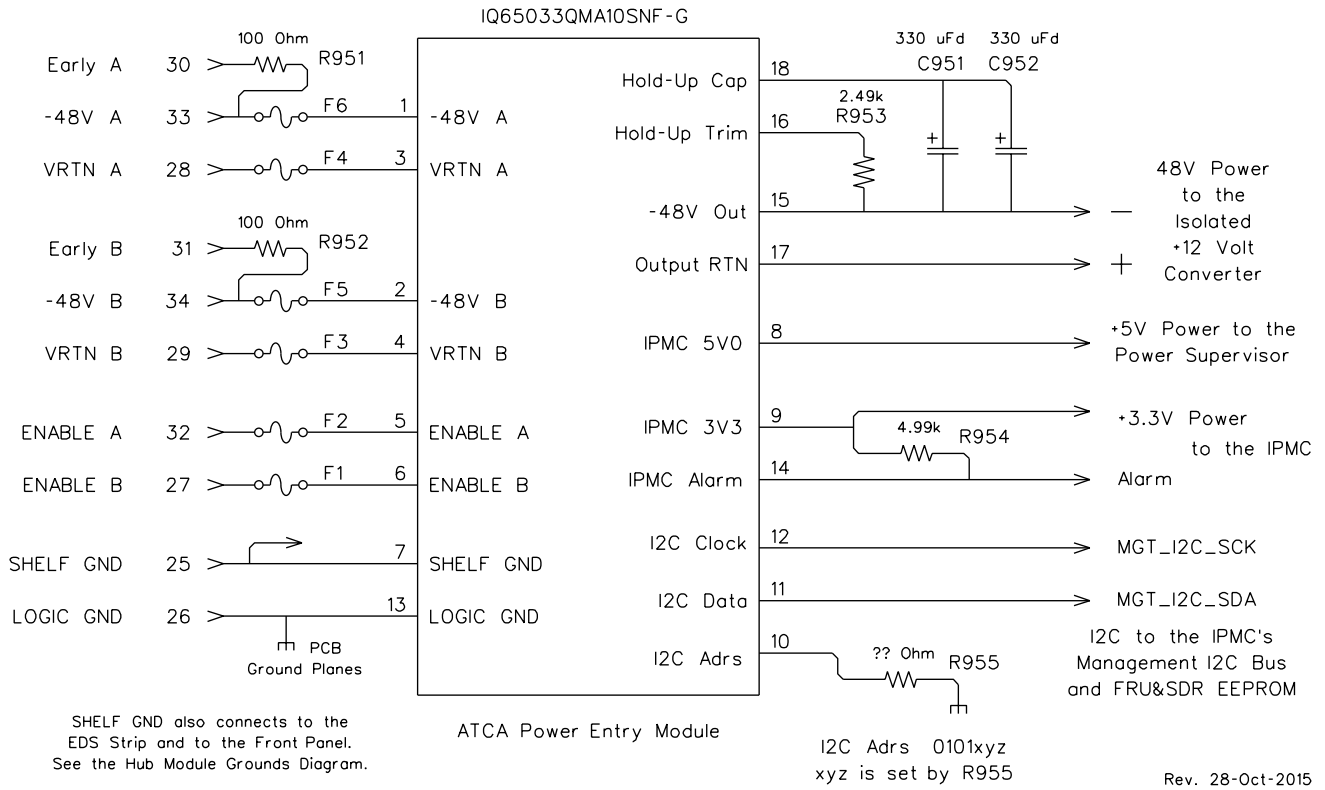 IQ65033QMA10SNF-G
100 Ohm
R951
Early A 30
-48V A 33 F6 1 -48V A
VRTN A 28 F4 3 VRTN A
100 Ohm
R952
Early B 31
-48V B 34 F5 2 -48V B
VRTN B 29 F3 4 VRTN B
ENABLE A 32 F2 5 ENABLE A
ENABLE B 27 F1 6 ENABLE B
SHELF GND 25 7 SHELF GND
LOGIC GND 26 13 LOGIC GND
PCB
Ground Planes
SHELF GND also connects to the
EDS Strip and to the Front Panel.
See the Hub Module Grounds Diagram.
330 uFd 330 uFd
C951 C952
Hold-Up Cap 18
2.49k
R953
Hold-Up Trim 16
-48V Out 15 −
Output RTN 17 +
48V Power
to the
Isolated
+12 Volt
Converter
IPMC 5V0 8
+5V Power to the
Power Supervisor
IPMC 3V3 9
+3.3V Power
to the IPMC
4.99k R954
IPMC Alarm 14 Alarm
I2C Clock 12 MGT_I2C_SCK
I2C Data 11 MGT_I2C_SDA
I2C Adrs 10
?? Ohm R955
I2C to the IPMC's
Management I2C Bus
and FRU&SDR EEPROM
ATCA Power Entry Module
I2C Adrs 0101xyz
xyz is set by R955
Rev. 28-Oct-2015